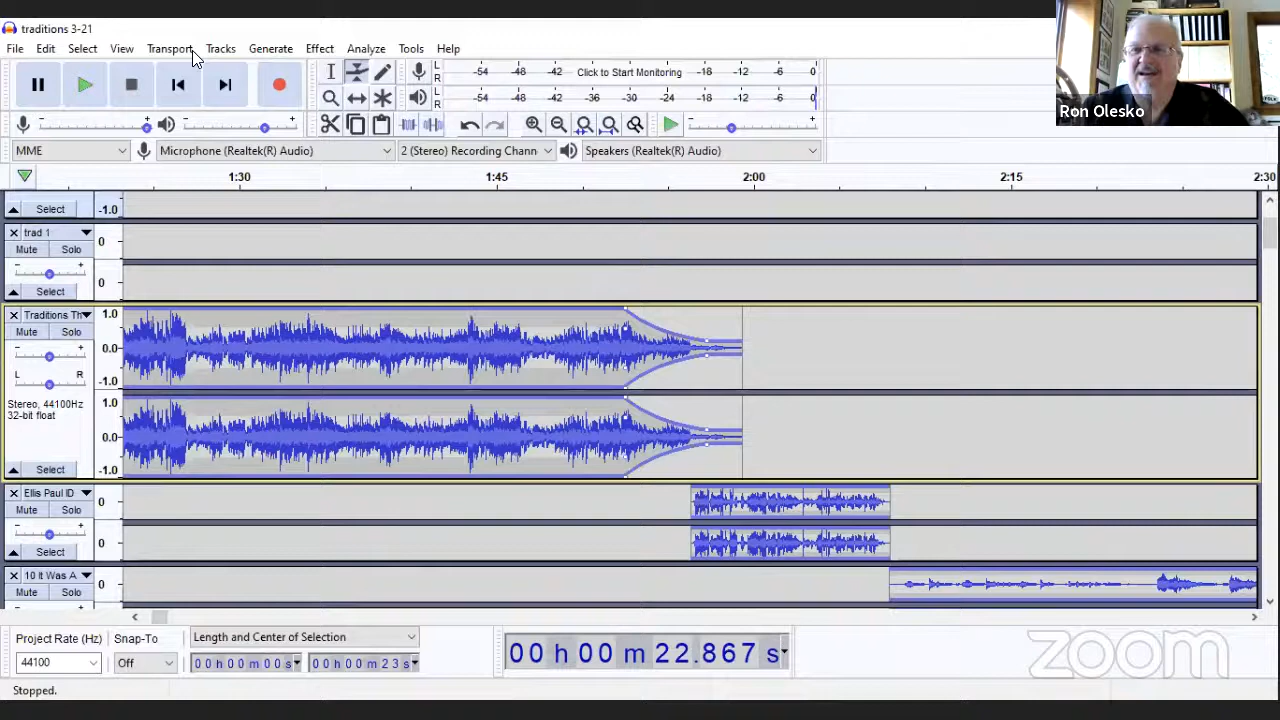 traditions 3-21
File Edit Select View Transport Tracks Generate Effect Analyze Tools Help
L R -54 -48 -42 Click to Start Monitoring -18 -12 -6 0
L R -54 -48 -42 -36 -30 -24 -18 -12 -6 0
Ron Olesko
MME Microphone (Realtek(R) Audio) 2 (Stereo) Recording Chann Speakers (Realtek(R) Audio)
1:30 1:45 2:00 2:15 2:30
Select -1.0
trad 1
Mute Solo 0
- +
Select 0
Traditions Th 1.0
Mute Solo
- + 0.0
L R -1.0
Stereo, 44100Hz 1.0
32-bit float
0.0
Select -1.0
Ellis Paul ID
Mute Solo 0
- +
Select 0
10 It Was A
Mute Solo 0
- +
Project Rate (Hz) Snap-To Length and Center of Selection
44100 Off 00h00m00s 00h00m23s
00 h 00 m 22.867 s
zoom
Stopped.